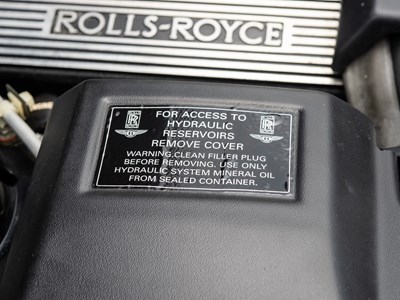 ROLLS-ROYCE
FOR ACCESS TO
HYDRAULIC
RESERVOIRS
REMOVE COVER
WARNING.CLEAN FILLER PLUG
BEFORE REMOVING. USE ONLY
HYDRAULIC SYSTEM MINERAL OIL
FROM SEALED CONTAINER.